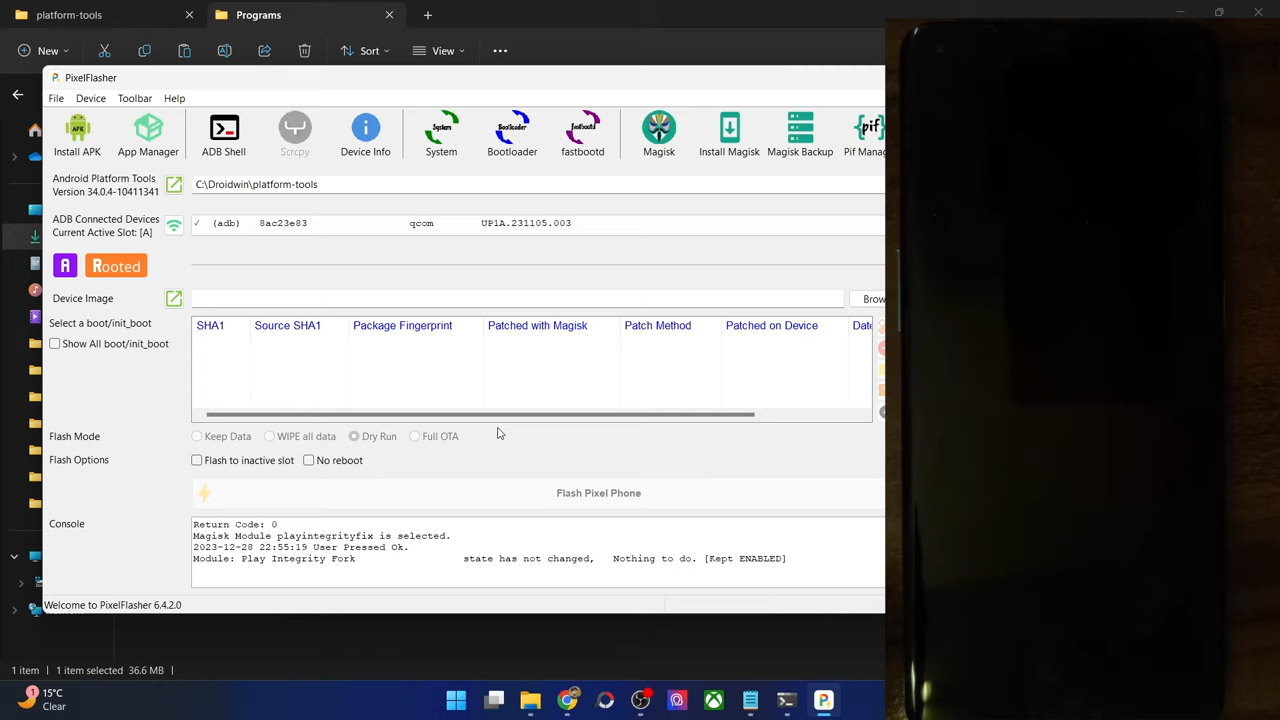 platform-tools
Programs
New
Sort
View
PixelFlasher
File Device Toolbar Help
Install APK
App Manager
ADB Shell
Scrcpy
Device Info
System
System
Bootloader
Bootloader
fastbootd
fastbootd
Magisk
Install Magisk
Magisk Backup
{pif}
Pif Mana
Android Platform Tools
Version 34.0.4-10411341
C:\Droidwin\platform-tools
ADB Connected Devices
Current Active Slot: [A]
✓ (adb) 8ac23e83 qcom UP1A.231105.003
A Rooted
Device Image
Brow
Select a boot/init_boot
Show All boot/init_boot
SHA1 Source SHA1 Package Fingerprint Patched with Magisk Patch Method Patched on Device Dat
Flash Mode
Keep Data WIPE all data Dry Run Full OTA
Flash Options
Flash to inactive slot No reboot
Flash Pixel Phone
Console
Return Code: 0
Magisk Module playintegrityfix is selected.
2023-12-28 22:55:19 User Pressed Ok.
Module: Play Integrity Fork state has not changed, Nothing to do. [Kept ENABLED]
Welcome to PixelFlasher 6.4.2.0
1 item 1 item selected 36.6 MB
1
15°C
Clear